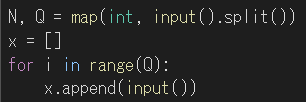 N, Q = map(int, input().split())
x = []
for i in range(Q):
    x.append(input())